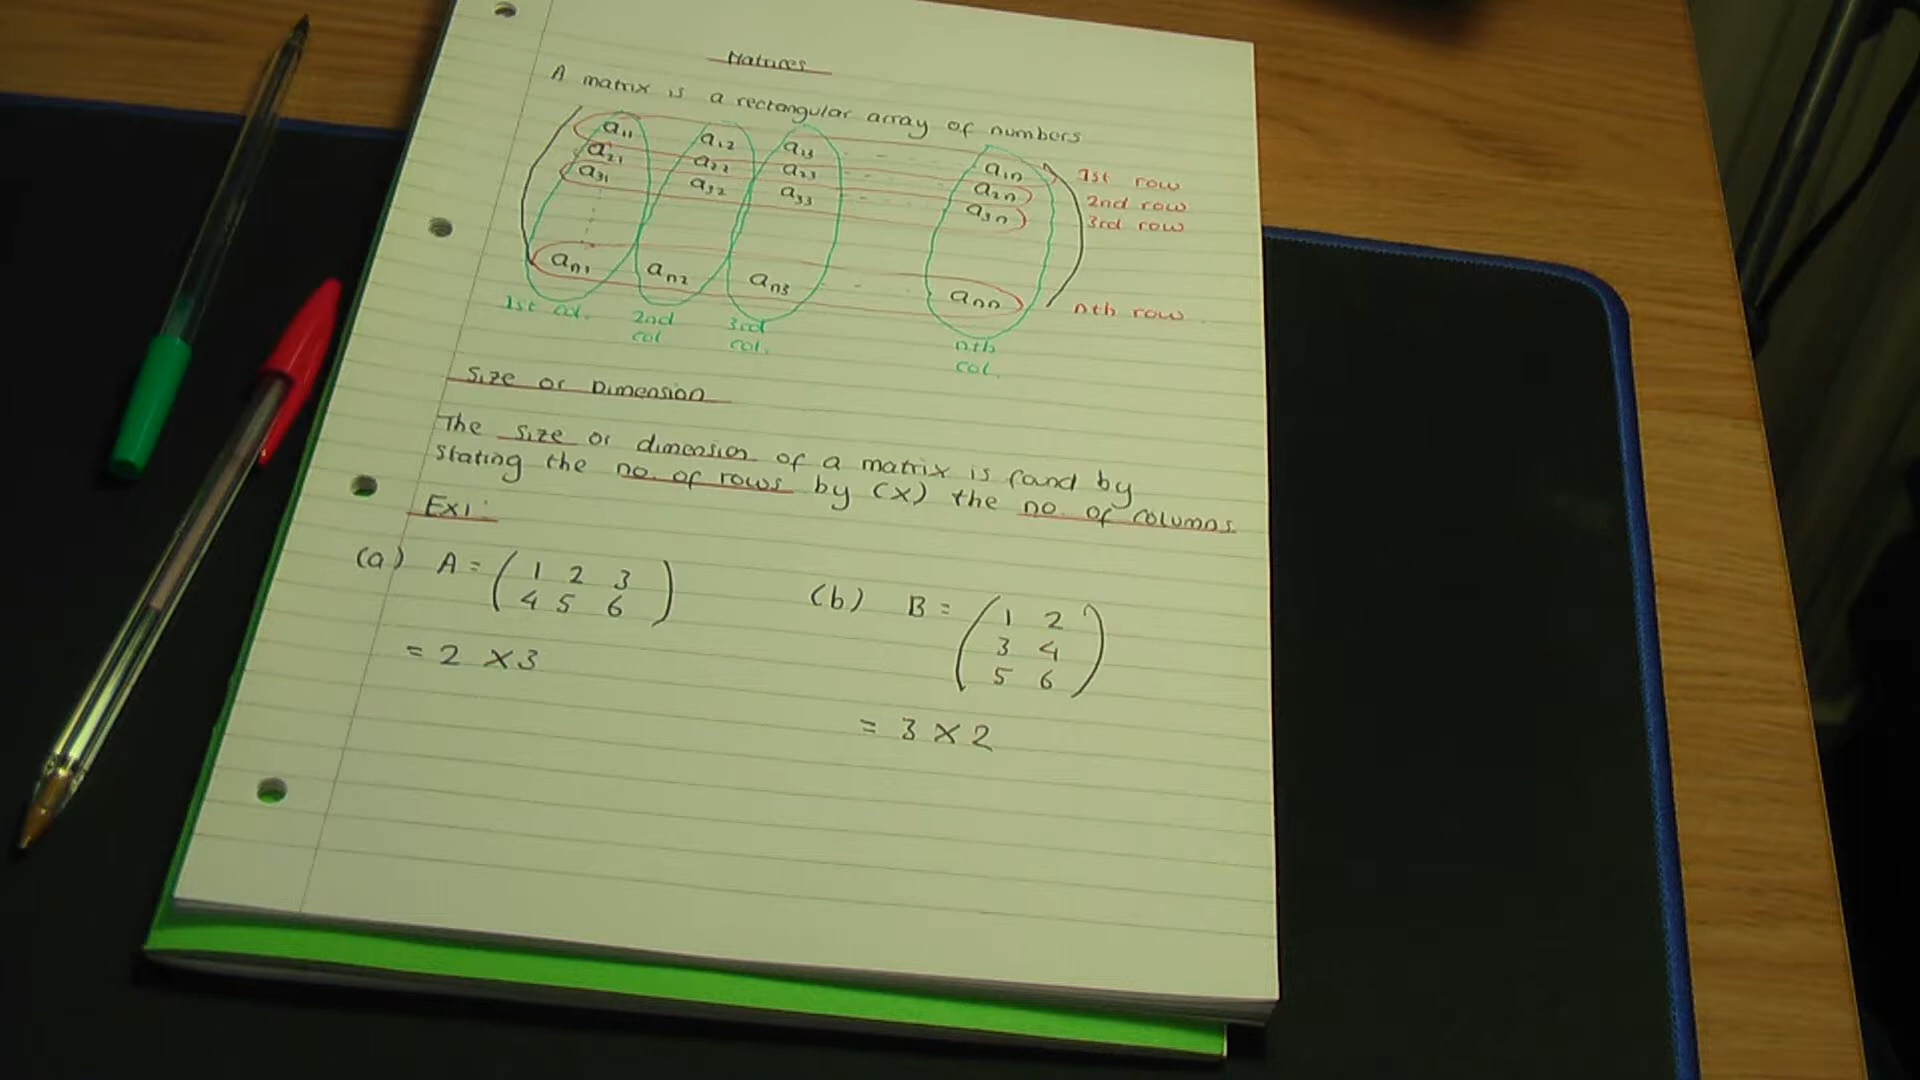 Matrices
A matrix is a rectangular array of numbers
a11 a12 a13 ---- a1n 1st row
a21 a22 a23 a2n 2nd row
a31 a32 a33 ---- a3n 3rd row
an1 an2 an3 - - - ann nth row
1st col. 2nd col 3rd col. nth col.
Size or Dimension
The size or dimension of a matrix is found by
stating the no. of rows by (X) the no. of columns
EX1:
(a) A = ( 1 2 3
4 5 6 )
= 2 X 3
(b) B = ( 1 2
3 4
5 6 )
= 3 X 2